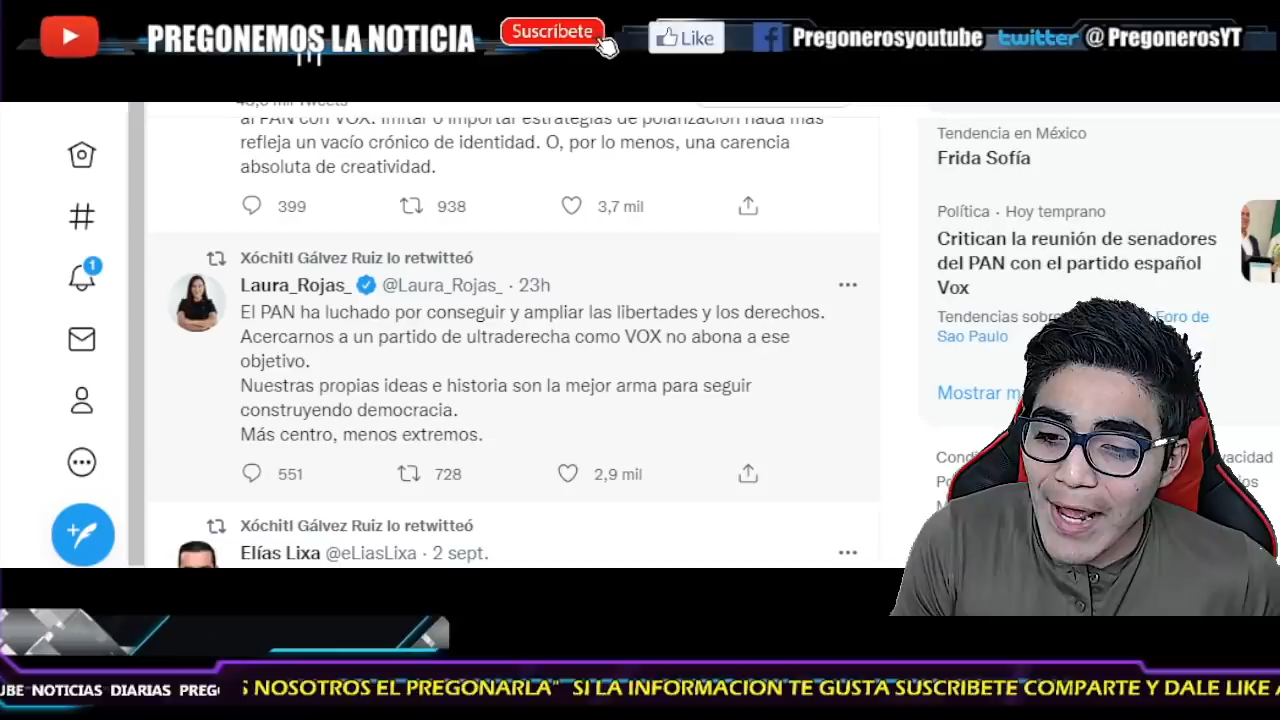 PREGONEMOS LA NOTICIA
Suscríbete
Like
Pregonerosyoutube
twitter @PregonerosYT
al PAN con VOX. Imitar o importar estrategias de polarización nada más
refleja un vacío crónico de identidad. O, por lo menos, una carencia
absoluta de creatividad.
399 938 3,7 mil
Xóchitl Gálvez Ruiz lo retwitteó
Laura_Rojas_ @Laura_Rojas_ · 23h
El PAN ha luchado por conseguir y ampliar las libertades y los derechos.
Acercarnos a un partido de ultraderecha como VOX no abona a ese
objetivo.
Nuestras propias ideas e historia son la mejor arma para seguir
construyendo democracia.
Más centro, menos extremos.
551 728 2,9 mil
Xóchitl Gálvez Ruiz lo retwitteó
Elías Lixa @eLiasLixa · 2 sept.
1
Tendencia en México
Frida Sofía
Política · Hoy temprano
Critican la reunión de senadores
del PAN con el partido español
Vox
Tendencias Foro de
Sao Paulo
Mostrar
UBE NOTICIAS DIARIAS PREG
S NOSOTROS EL PREGONARLA" SI LA INFORMACION TE GUSTA SUSCRIBETE COMPARTE Y DALE LIKE A